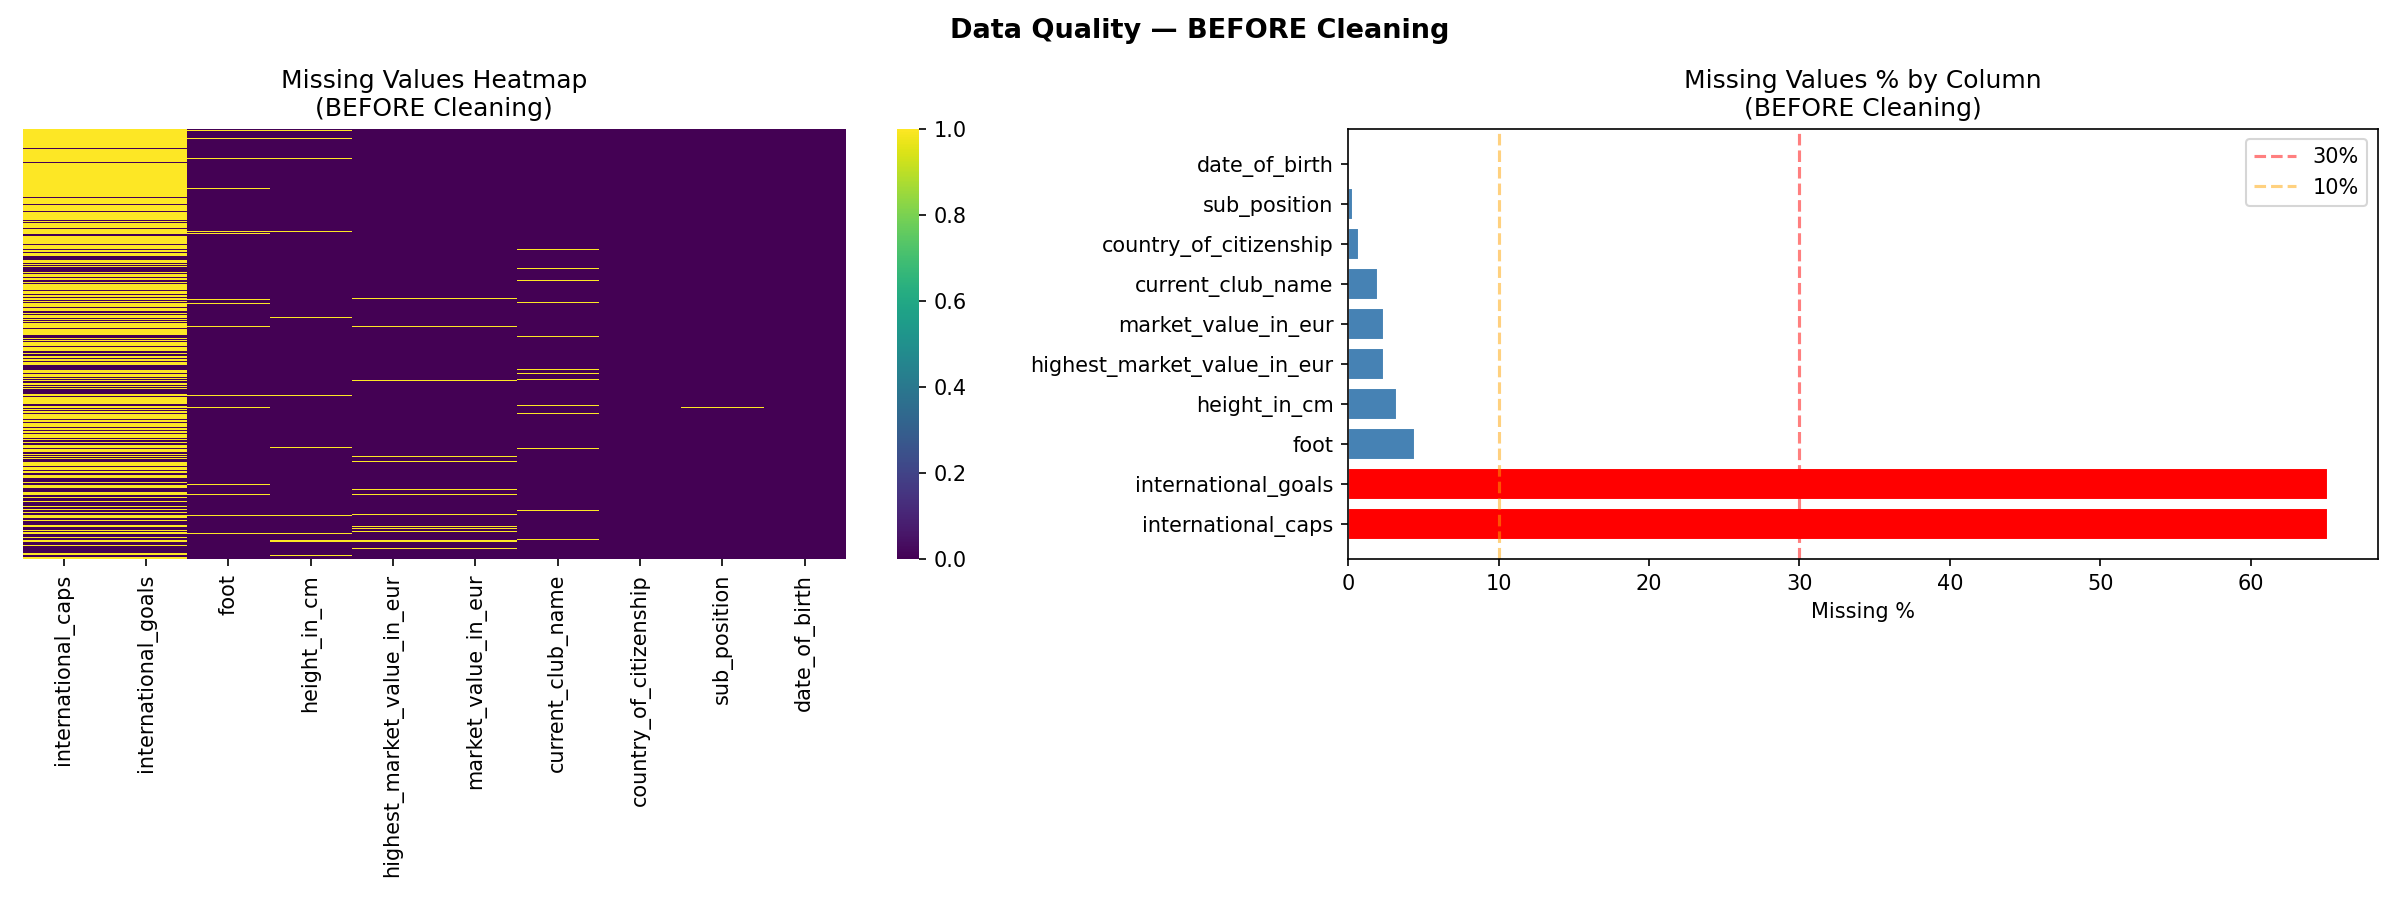 Data Quality — BEFORE Cleaning
Missing Values Heatmap
(BEFORE Cleaning)
1.0
0.8
0.6
0.4
0.2
0.0
international_caps
international_goals
foot
height_in_cm
highest_market_value_in_eur
market_value_in_eur
current_club_name
country_of_citizenship
sub_position
date_of_birth
Missing Values % by Column
(BEFORE Cleaning)
30%
10%
date_of_birth
sub_position
country_of_citizenship
current_club_name
market_value_in_eur
highest_market_value_in_eur
height_in_cm
foot
international_goals
international_caps
0 10 20 30 40 50 60
Missing %